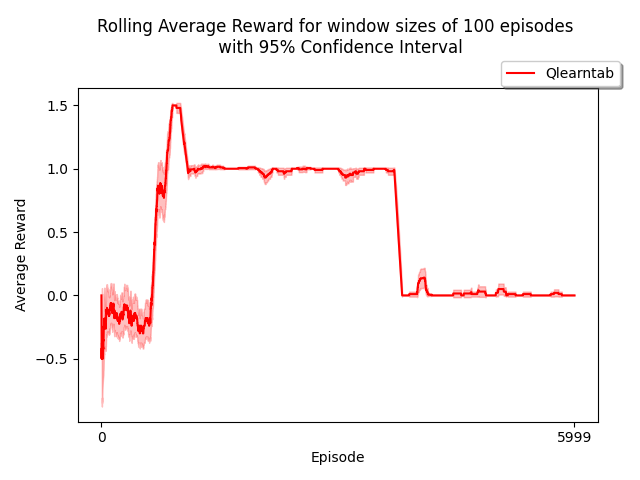 Rolling Average Reward for window sizes of 100 episodes
with 95% Confidence Interval
Qlearntab
1.5
1.0
0.5
0.0
−0.5
Average Reward
0
5999
Episode